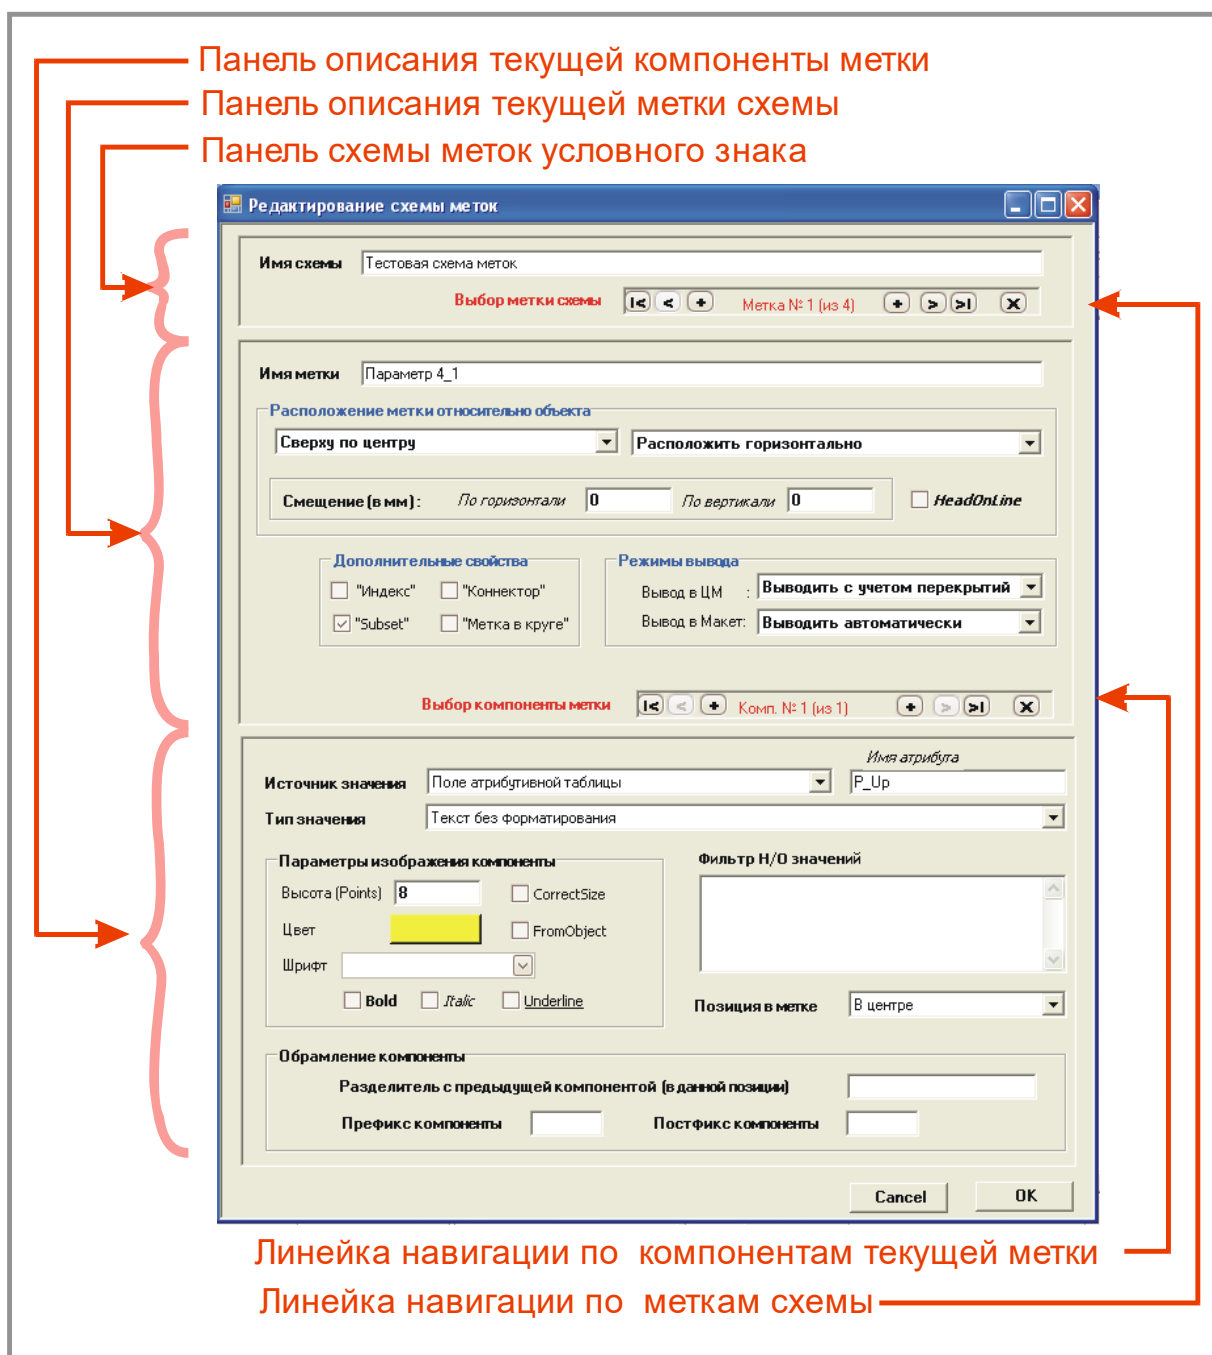 Панель описания текущей компоненты метки
Панель описания текущей метки схемы
Панель схемы меток условного знака
Редактирование схемы меток
Имя схемы Тестовая схема меток
Выбор метки схемы |< < + Метка № 1 (из 4) + > >| X
Имя метки Параметр 4_1
Расположение метки относительно объекта
Сверху по центру Расположить горизонтально
Смещение (в мм) : По горизонтали 0 По вертикали 0 HeadOnLine
Дополнительные свойства Режимы вывода
"Индекс" "Коннектор" Вывод в ЦМ : Выводить с учетом перекрытий
"Subset" "Метка в круге" Вывод в Макет: Выводить автоматически
Выбор компоненты метки |< < + Комп. № 1 (из 1) + > >| X
Имя атрибута
Источник значения Поле атрибутивной таблицы P_Up
Тип значения Текст без форматирования
Параметры изображения компоненты Фильтр Н/О значений
Высота (Points) 8 CorrectSize
Цвет FromObject
Шрифт
Bold Italic Underline Позиция в метке В центре
Обрамление компоненты
Разделитель с предыдущей компонентой (в данной позиции)
Префикс компоненты Постфикс компоненты
Cancel OK
Линейка навигации по компонентам текущей метки
Линейка навигации по меткам схемы